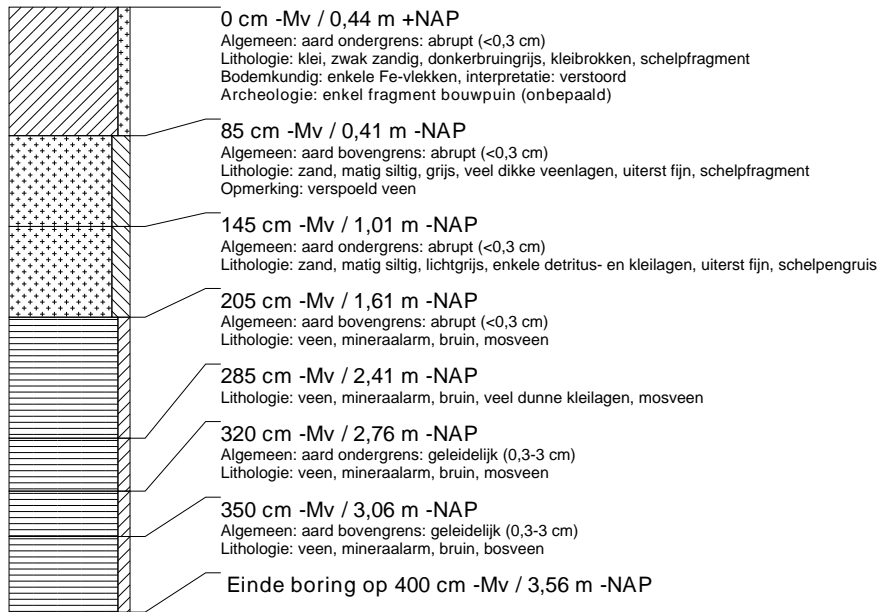 0 cm -Mv / 0,44 m +NAP
Algemeen: aard ondergrens: abrupt (<0,3 cm)
Lithologie: klei, zwak zandig, donkerbruingrijs, kleibrokken, schelpfragment
Bodemkundig: enkele Fe-vlekken, interpretatie: verstoord
Archeologie: enkel fragment bouwpuin (onbepaald)
85 cm -Mv / 0,41 m -NAP
Algemeen: aard bovengrens: abrupt (<0,3 cm)
Lithologie: zand, matig siltig, grijs, veel dikke veenlagen, uiterst fijn, schelpfragment
Opmerking: verspoeld veen
145 cm -Mv / 1,01 m -NAP
Algemeen: aard ondergrens: abrupt (<0,3 cm)
Lithologie: zand, matig siltig, lichtgrijs, enkele detritus- en kleilagen, uiterst fijn, schelpengruis
205 cm -Mv / 1,61 m -NAP
Algemeen: aard bovengrens: abrupt (<0,3 cm)
Lithologie: veen, mineraalarm, bruin, mosveen
285 cm -Mv / 2,41 m -NAP
Lithologie: veen, mineraalarm, bruin, veel dunne kleilagen, mosveen
320 cm -Mv / 2,76 m -NAP
Algemeen: aard ondergrens: geleidelijk (0,3-3 cm)
Lithologie: veen, mineraalarm, bruin, mosveen
350 cm -Mv / 3,06 m -NAP
Algemeen: aard bovengrens: geleidelijk (0,3-3 cm)
Lithologie: veen, mineraalarm, bruin, bosveen
Einde boring op 400 cm -Mv / 3,56 m -NAP